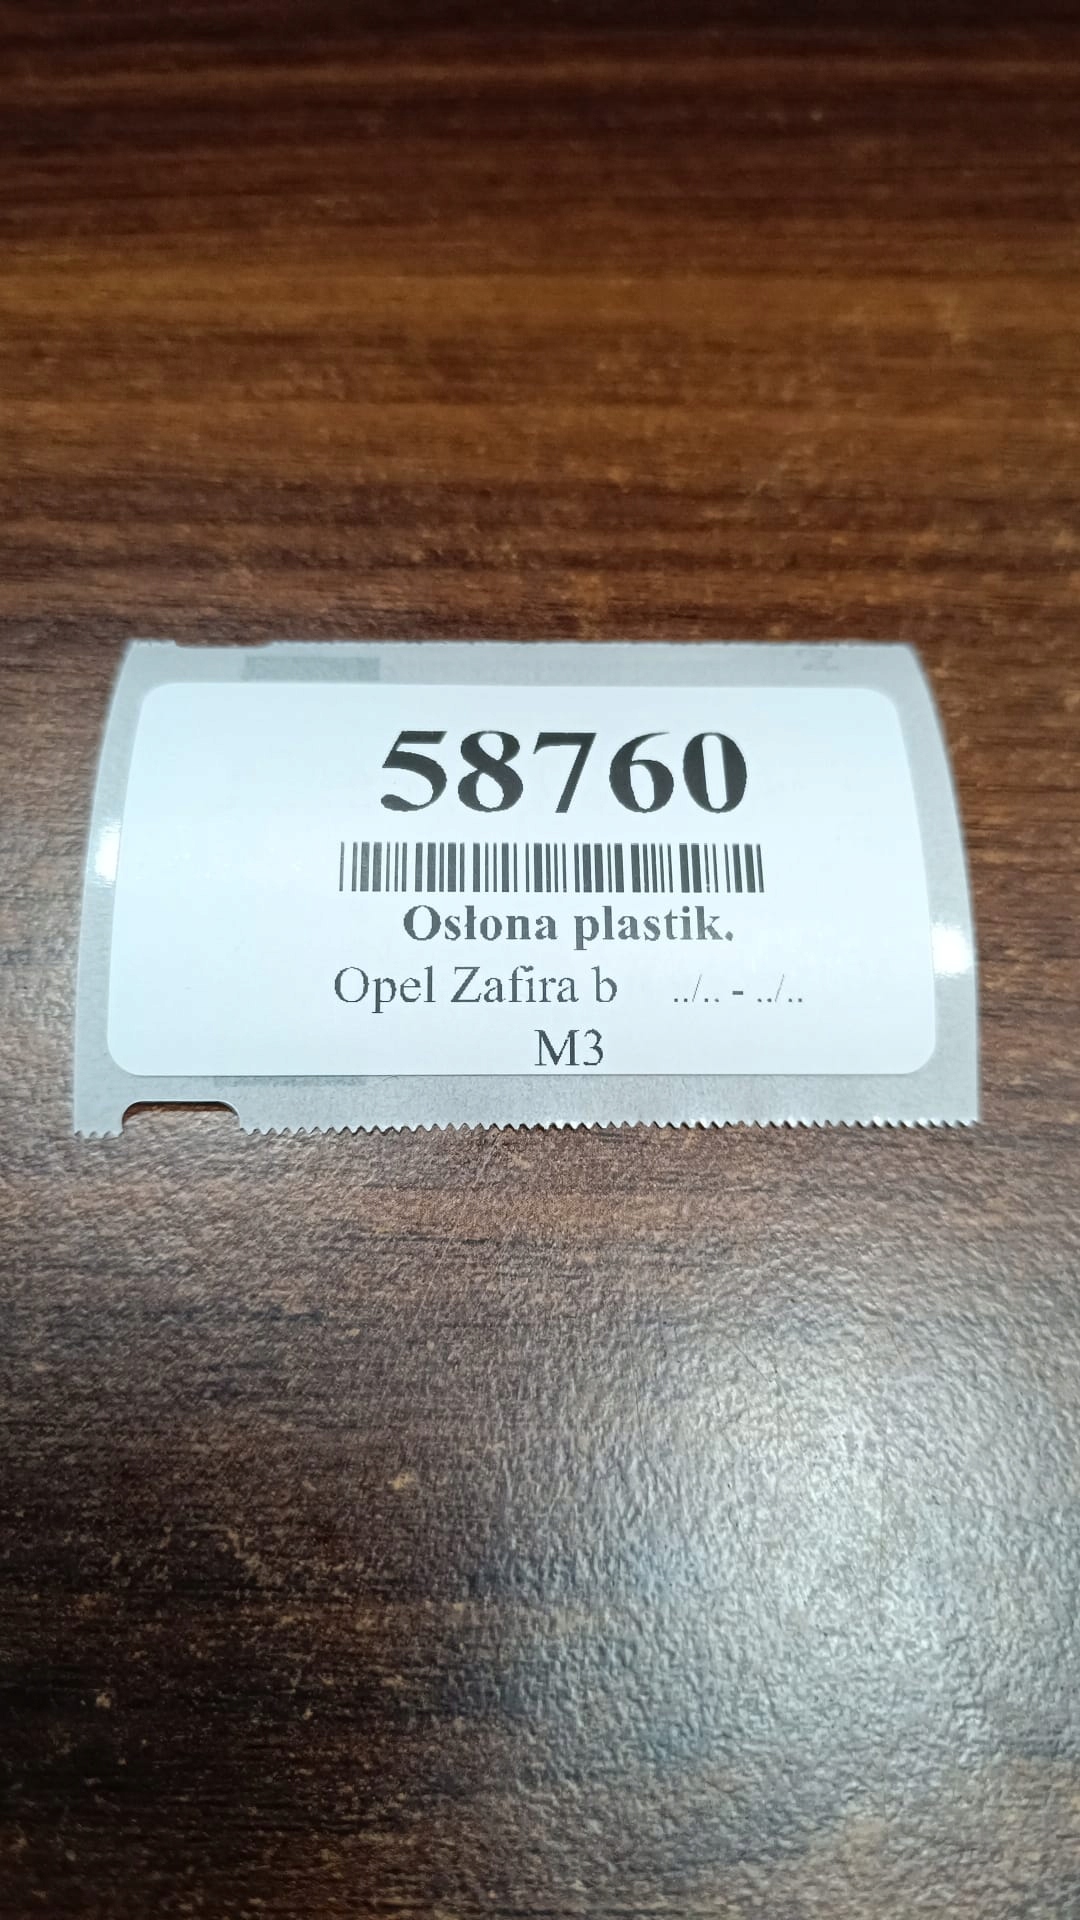 58760
Osłona plastik.
Opel Zafira b ../.. - ../..
M3